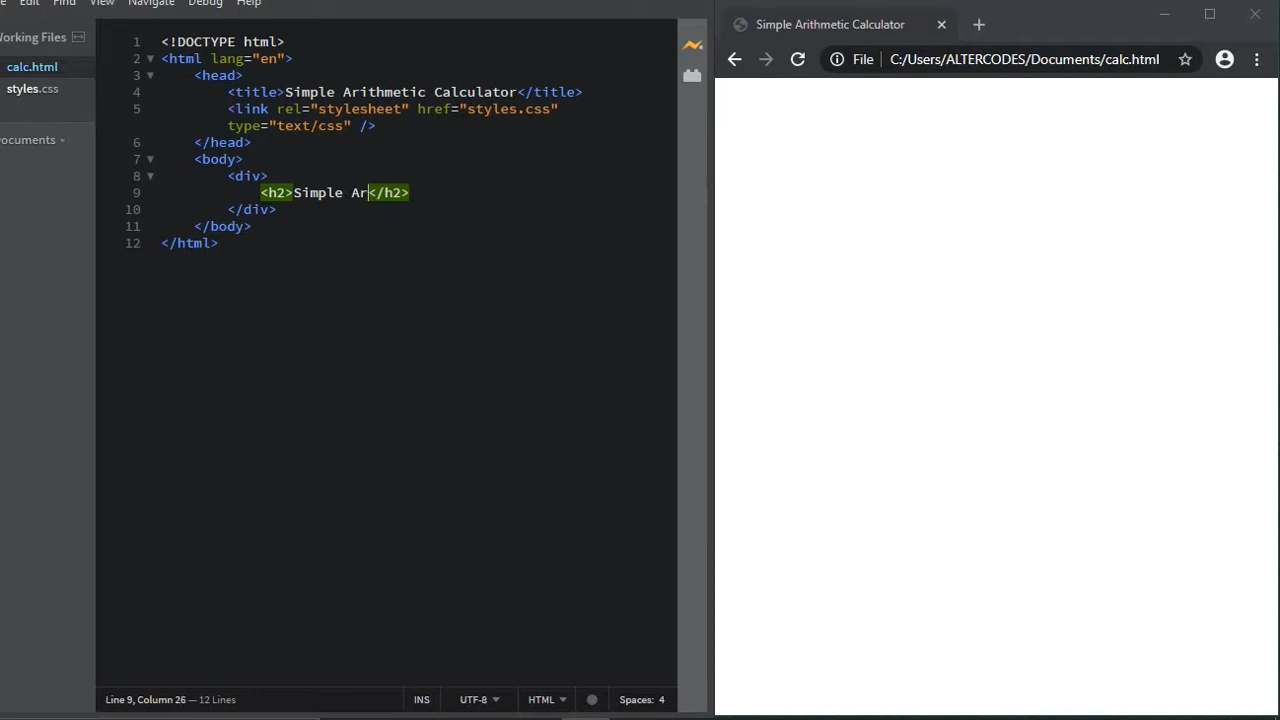 Edit Find View Navigate Debug Help
Working Files
calc.html
styles.css
Documents
1 <!DOCTYPE html>
2 <html lang="en">
3 <head>
4 <title>Simple Arithmetic Calculator</title>
5 <link rel="stylesheet" href="styles.css"
type="text/css" />
6 </head>
7 <body>
8 <div>
9 <h2>Simple Ar</h2>
10 </div>
11 </body>
12 </html>
Line 9, Column 26 — 12 Lines
INS UTF-8 HTML Spaces: 4
Simple Arithmetic Calculator
File C:/Users/ALTERCODES/Documents/calc.html